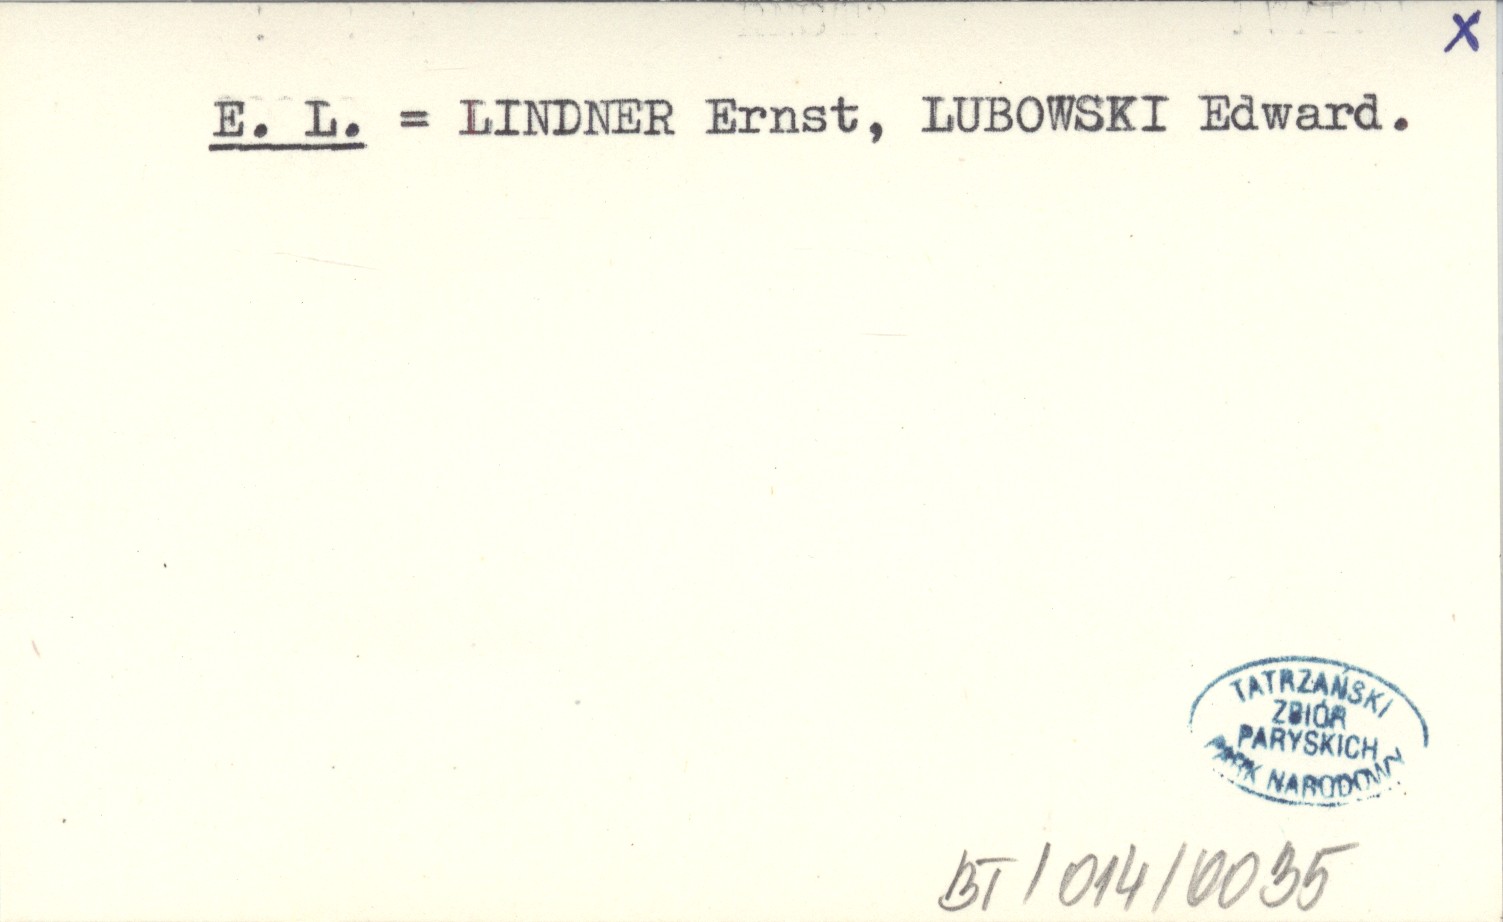 x
E. L. = LINDNER Ernst, LUBOWSKI Edward.
TATRZAŃSKI
ZBIÓR
PARYSKICH
PARK NARODOWY
BT/014/0035